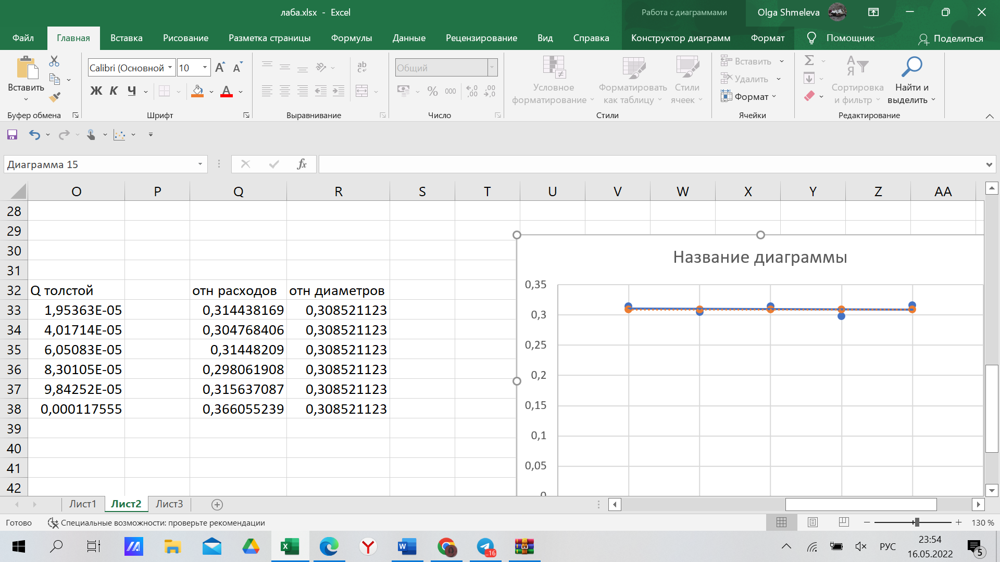 лаба.xlsx - Excel
Работа с диаграммами
Olga Shmeleva
Файл Главная Вставка Рисование Разметка страницы Формулы Данные Рецензирование Вид Справка Конструктор диаграмм Формат Помощник Поделиться
Вставить
Буфер обмена
Calibri (Основной 10
Ж К Ч
Шрифт
Выравнивание
Общий
% 000
Число
Условное форматирование
Форматировать как таблицу
Стили ячеек
Стили
Вставить
Удалить
Формат
Ячейки
Сортировка и фильтр
Найти и выделить
Редактирование
Диаграмма 15
fx
O P Q R S T U V W X Y Z AA
28
29
30
31
32 Q толстой отн расходов отн диаметров
33 1,95363E-05 0,314438169 0,308521123
34 4,01714E-05 0,304768406 0,308521123
35 6,05083E-05 0,31448209 0,308521123
36 8,30105E-05 0,298061908 0,308521123
37 9,84252E-05 0,315637087 0,308521123
38 0,000117555 0,366055239 0,308521123
39
40
41
42
Название диаграммы
0,35
0,3
0,25
0,2
0,15
0,1
0,05
0
Лист1 Лист2 Лист3
Готово Специальные возможности: проверьте рекомендации
130 %
..16
РУС
23:54
16.05.2022
5